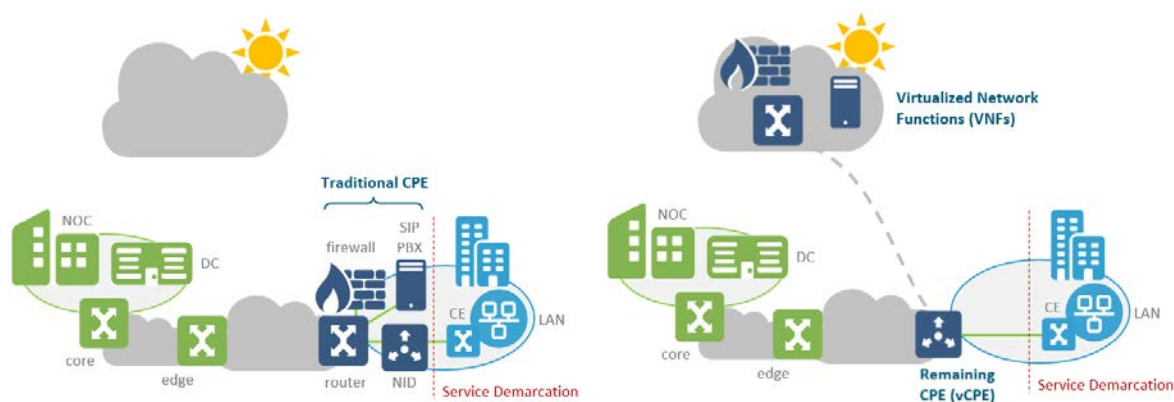 Traditional CPE
NOC
DC
firewall
SIP
PBX
CE
LAN
core
edge
router
NID
Service Demarcation
Virtualized Network
Functions (VNFs)
NOC
DC
CE
LAN
core
edge
Remaining
CPE (vCPE)
Service Demarcation